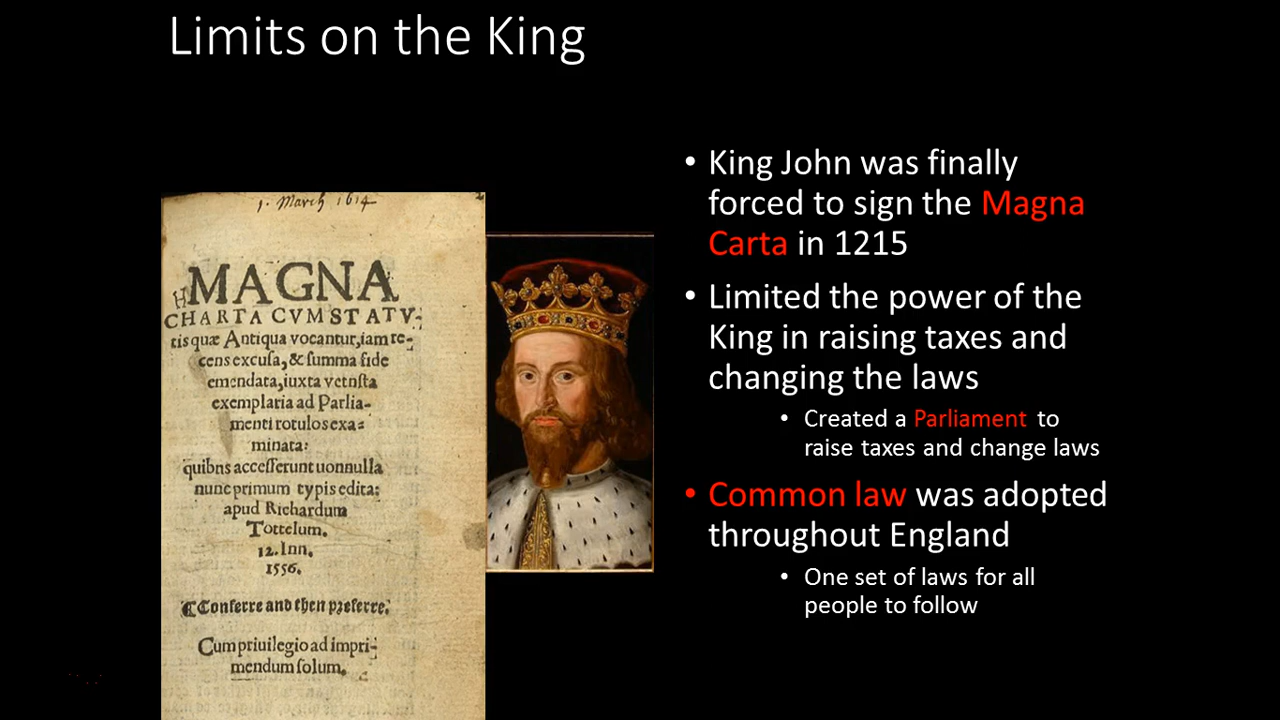 Limits on the King
1. March 1614
MAGNA
CHARTA CVM STATV-
tis quæ Antiqua vocantur, iam re-
cens excusa, & summa fide
emendata, iuxta vetusta
exemplaria ad Parlia-
menti rotulos exa-
minata:
quibus accesserunt nonnulla
nunc primum typis edita:
apud Richardum
Tottelum.
12. Iun.
1556.
Conferre and then preferre.
Cum priuilegio ad impri-
mendum solum.
• King John was finally
forced to sign the Magna
Carta in 1215
• Limited the power of the
King in raising taxes and
changing the laws
• Created a Parliament to
raise taxes and change laws
• Common law was adopted
throughout England
• One set of laws for all
people to follow